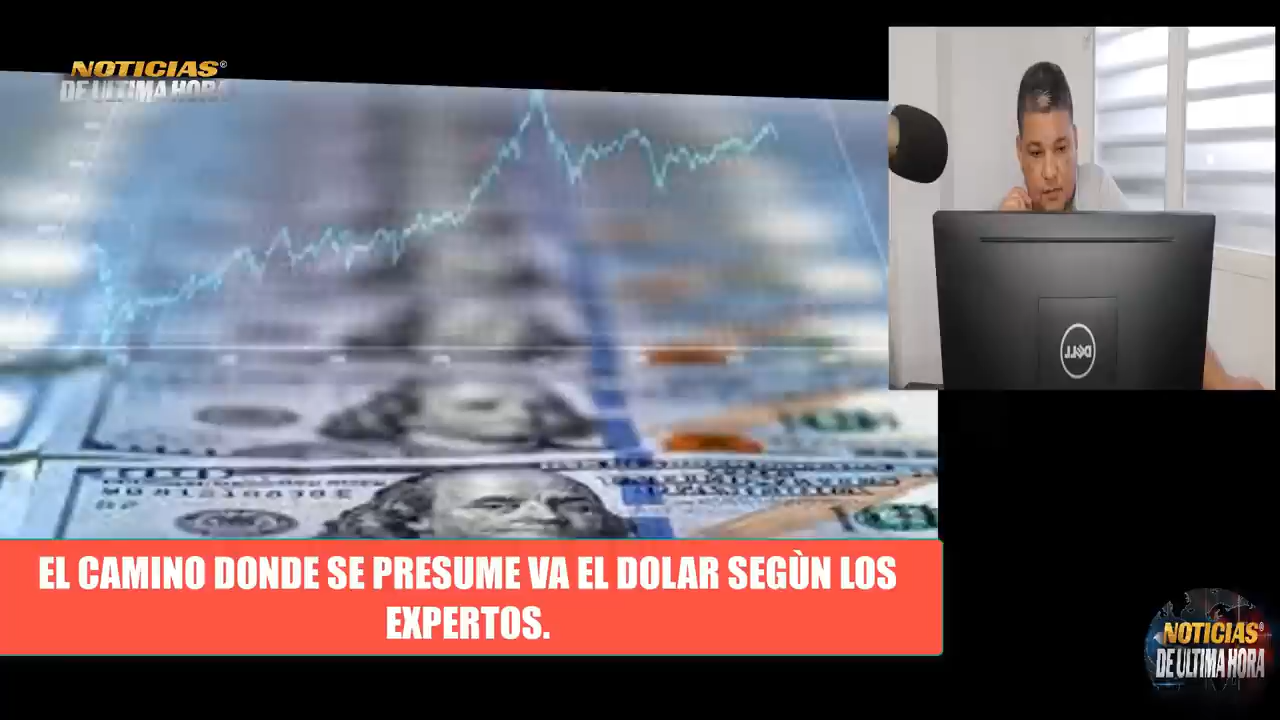 NOTICIAS®
DE ULTIMA HORA
EL CAMINO DONDE SE PRESUME VA EL DOLAR SEGÙN LOS
EXPERTOS.
DELL
NOTICIAS®
DE ULTIMA HORA